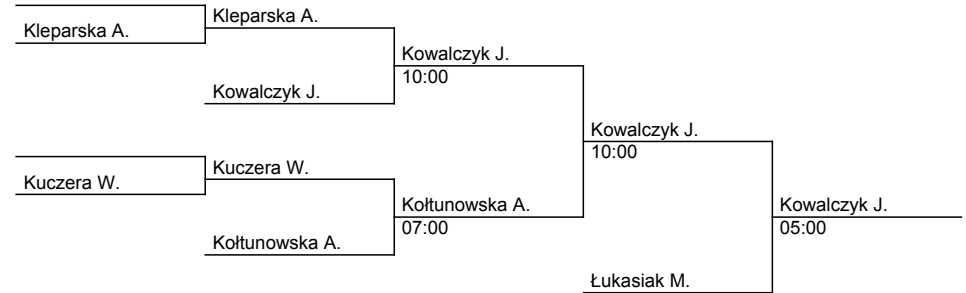 Kleparska A.
Kleparska A.
Kowalczyk J.
10:00
Kowalczyk J.
Kowalczyk J.
10:00
Kuczera W.
Kuczera W.
Kołtunowska A.
07:00
Kołtunowska A.
Kowalczyk J.
05:00
Łukasiak M.